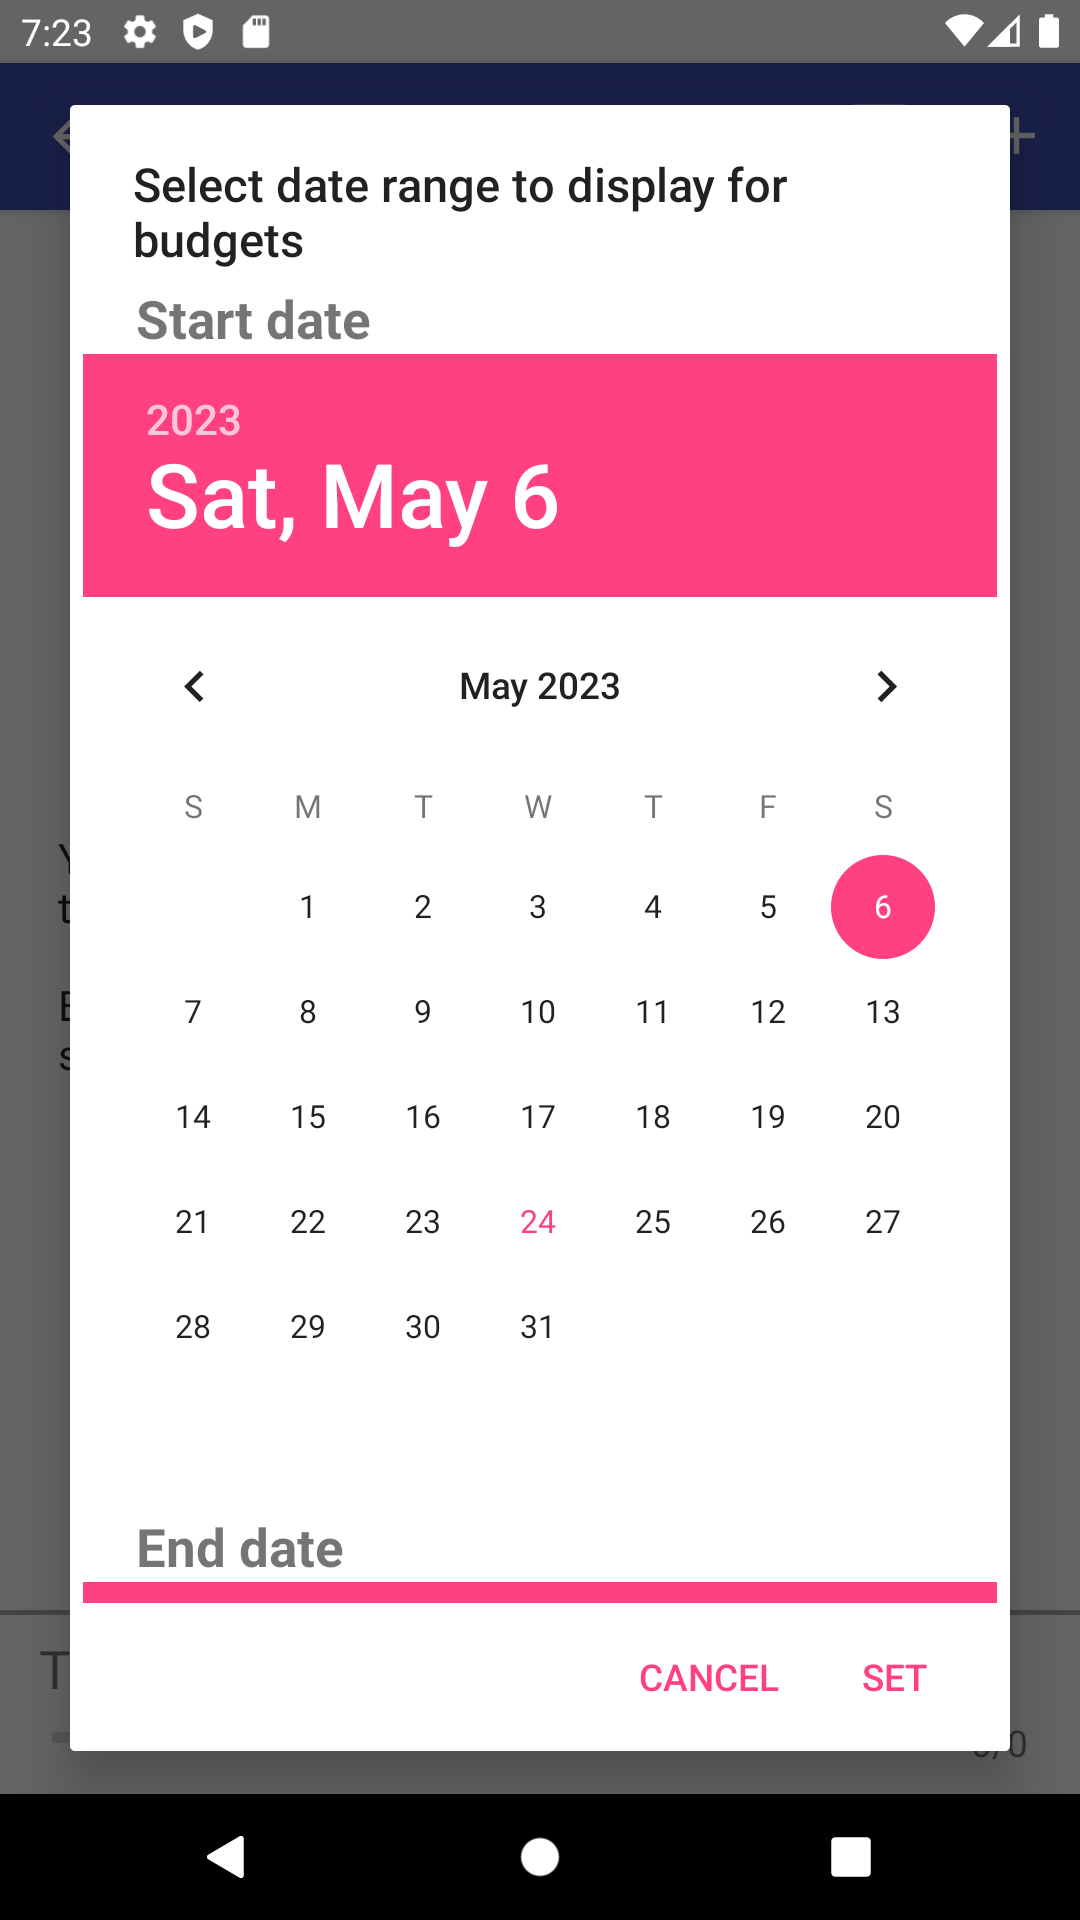 7:23
Select date range to display for
budgets
Start date
2023
Sat, May 6
May 2023
S M T W T F S
1 2 3 4 5 6
7 8 9 10 11 12 13
14 15 16 17 18 19 20
21 22 23 24 25 26 27
28 29 30 31
End date
CANCEL SET